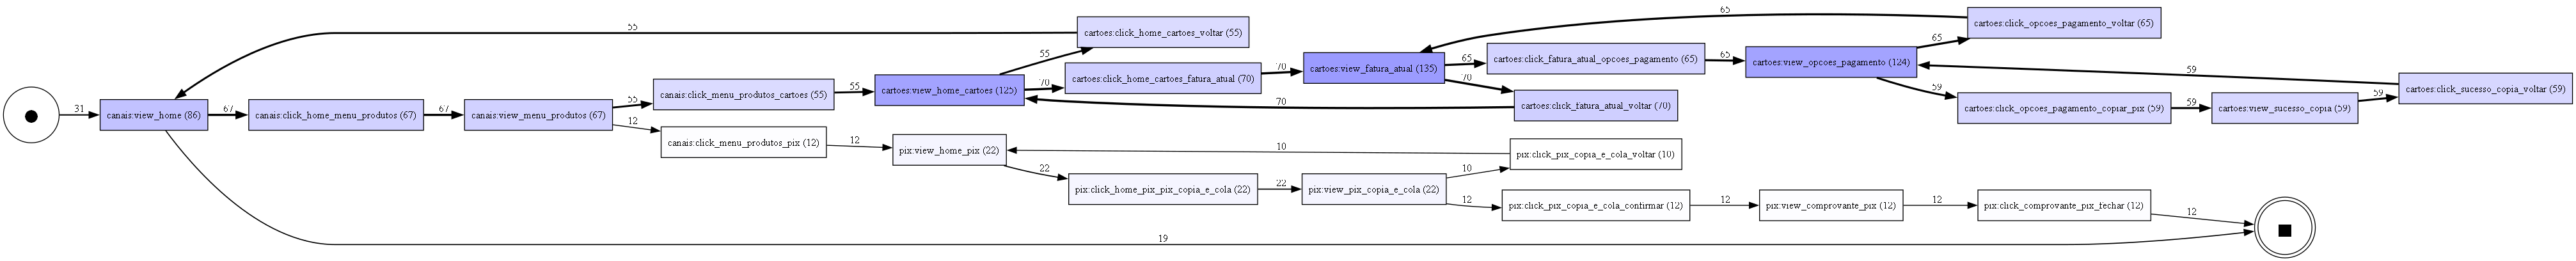 55
cartoes:click_home_cartoes_voltar (55)
65
cartoes:click_opcoes_pagamento_voltar (65)
55
65
cartoes:view_fatura_atual (135)
65
cartoes:click_fatura_atual_opcoes_pagamento (65)
65
cartoes:view_opcoes_pagamento (124)
59
cartoes:click_sucesso_copia_voltar (59)
70
cartoes:click_home_cartoes_fatura_atual (70)
70
70
59
55
canais:click_menu_produtos_cartoes (55)
55
cartoes:view_home_cartoes (125)
70
cartoes:click_fatura_atual_voltar (70)
cartoes:click_opcoes_pagamento_copiar_pix (59)
59
cartoes:view_sucesso_copia (59)
59
31
canais:view_home (86)
67
canais:click_home_menu_produtos (67)
67
canais:view_menu_produtos (67)
12
canais:click_menu_produtos_pix (12)
12
pix:view_home_pix (22)
10
pix:click_pix_copia_e_cola_voltar (10)
22
pix:click_home_pix_pix_copia_e_cola (22)
22
pix:view_pix_copia_e_cola (22)
10
12
pix:click_pix_copia_e_cola_confirmar (12)
12
pix:view_comprovante_pix (12)
12
pix:click_comprovante_pix_fechar (12)
12
19